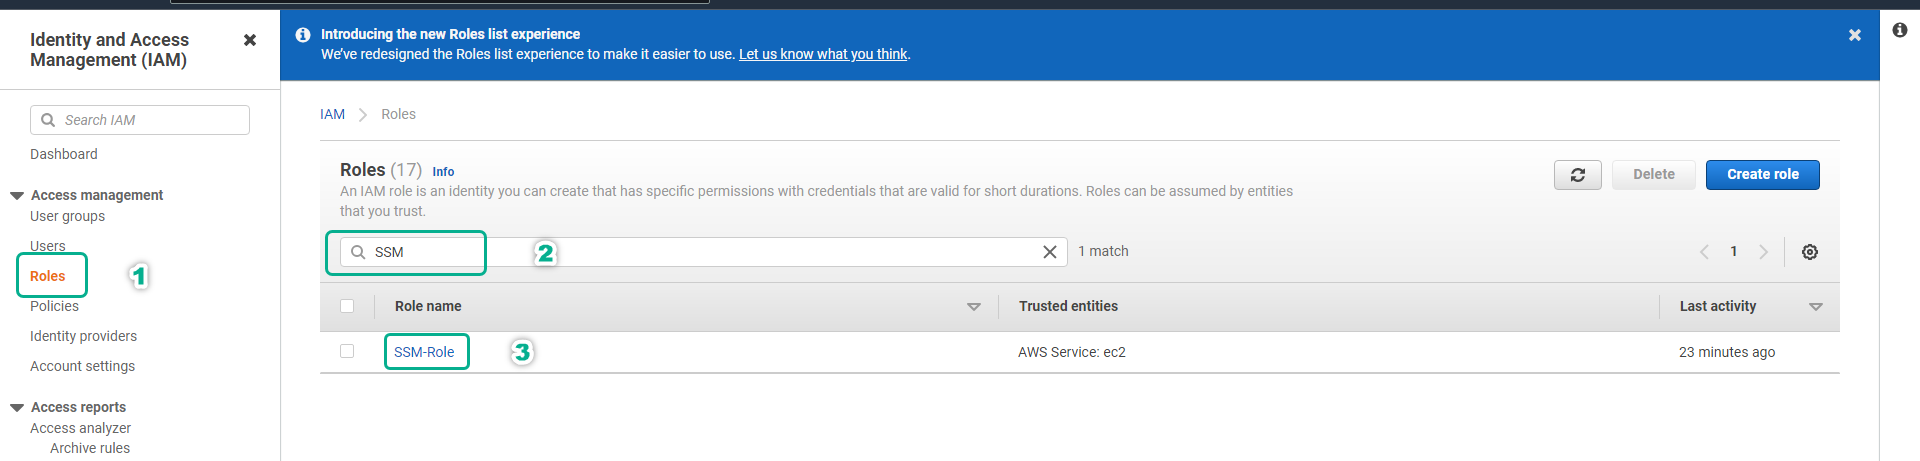 Identity and Access
Management (IAM)
Search IAM
Dashboard
Access management
User groups
Users
Roles
1
Policies
Identity providers
Account settings
Access reports
Access analyzer
Archive rules
Introducing the new Roles list experience
We've redesigned the Roles list experience to make it easier to use. Let us know what you think.
IAM > Roles
Roles (17) Info
An IAM role is an identity you can create that has specific permissions with credentials that are valid for short durations. Roles can be assumed by entities
that you trust.
Delete
Create role
SSM
2
1 match
1
Role name
Trusted entities
Last activity
SSM-Role
3
AWS Service: ec2
23 minutes ago